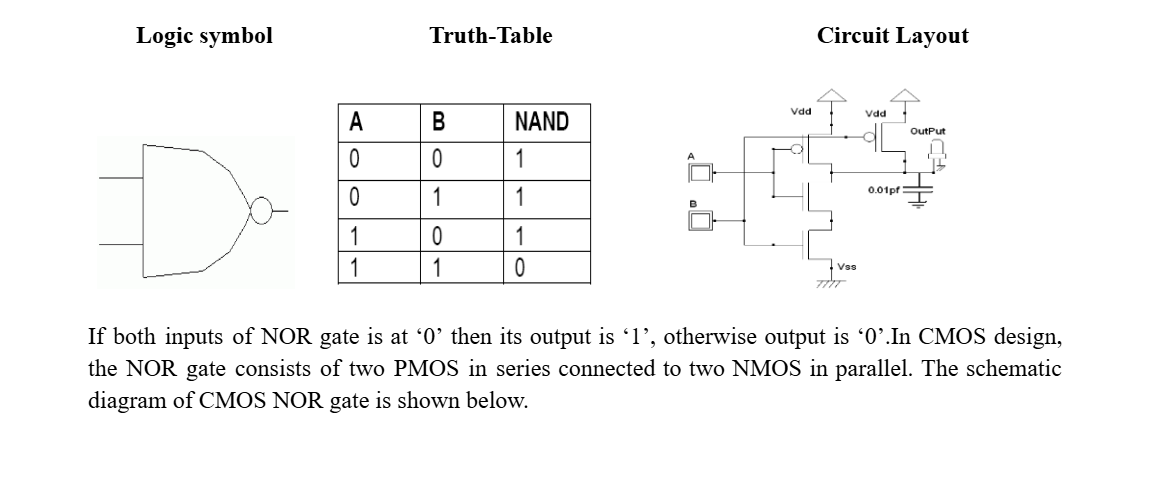 Logic symbol Truth-Table Circuit Layout
A B NAND
0 0 1
0 1 1
1 0 1
1 1 0
Vdd Vdd
OutPut
A
0.01pf
B
Vss
If both inputs of NOR gate is at ‘0’ then its output is ‘1’, otherwise output is ‘0’.In CMOS design,
the NOR gate consists of two PMOS in series connected to two NMOS in parallel. The schematic
diagram of CMOS NOR gate is shown below.